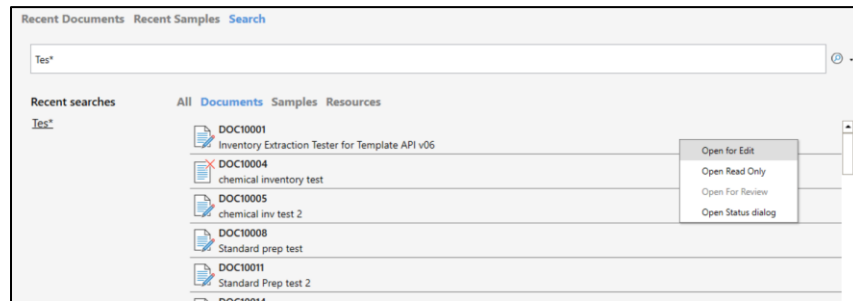 Recent Documents Recent Samples Search
Tes*
Recent searches
All Documents Samples Resources
Tes*
DOC10001
Inventory Extraction Tester for Template API v06
Open for Edit
DOC10004
Open Read Only
chemical inventory test
Open For Review
DOC10005
Open Status dialog
chemical inv test 2
DOC10008
Standard prep test
DOC10011
Standard Prep test 2
DOC10014